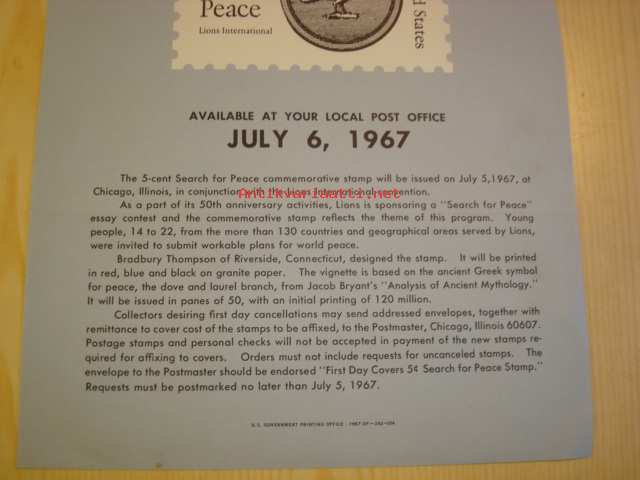 Peace
Lions International
d States
AVAILABLE AT YOUR LOCAL POST OFFICE
JULY 6, 1967
The 5-cent Search for Peace commemorative stamp will be issued on July 5,1967, at
Chicago, Illinois, in conjunction with the Lions International convention.
Antikvariaatti.net
As a part of its 50th anniversary activities, Lions is sponsoring a "Search for Peace"
essay contest and the commemorative stamp reflects the theme of this program. Young
people, 14 to 22, from the more than 130 countries and geographical areas served by Lions,
were invited to submit workable plans for world peace.
Bradbury Thompson of Riverside, Connecticut, designed the stamp. It will be printed
in red, blue and black on granite paper. The vignette is based on the ancient Greek symbol
for peace, the dove and laurel branch, from Jacob Bryant's "Analysis of Ancient Mythology."
It will be issued in panes of 50, with an initial printing of 120 million.
Collectors desiring first day cancellations may send addressed envelopes, together with
remittance to cover cost of the stamps to be affixed, to the Postmaster, Chicago, Illinois 60607.
Postage stamps and personal checks will not be accepted in payment of the new stamps re-
quired for affixing to covers. Orders must not include requests for uncanceled stamps. The
envelope to the Postmaster should be endorsed "First Day Covers 5¢ Search for Peace Stamp."
Requests must be postmarked no later than July 5, 1967.
U.S. GOVERNMENT PRINTING OFFICE : 1967 OF—